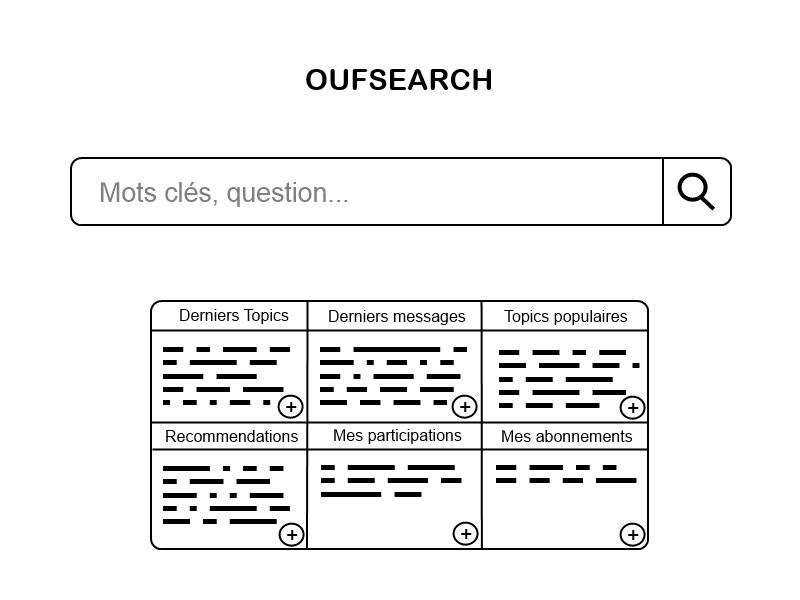 OUFSEARCH
Mots clés, question...
Derniers Topics
Derniers messages
Topics populaires
Recommendations
Mes participations
Mes abonnements